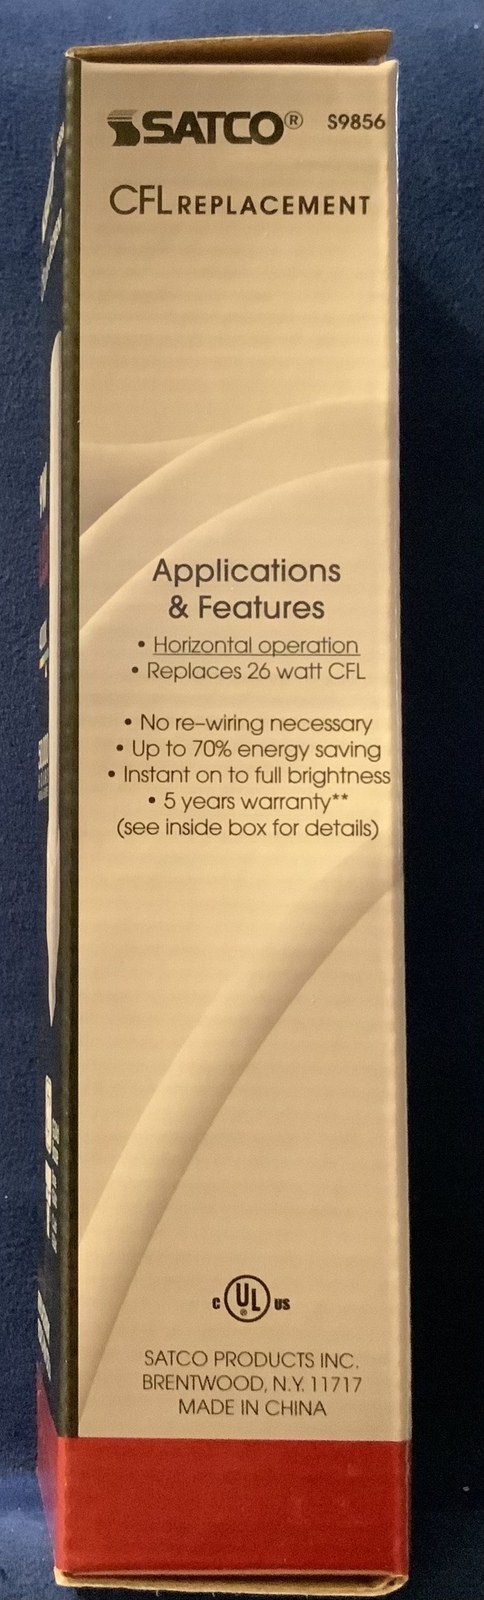 SATCO® S9856
CFL REPLACEMENT
Applications
& Features
• Horizontal operation
• Replaces 26 watt CFL
• No re-wiring necessary
• Up to 70% energy saving
• Instant on to full brightness
• 5 years warranty**
(see inside box for details)
C UL® US
SATCO PRODUCTS INC.
BRENTWOOD, N.Y. 11717
MADE IN CHINA